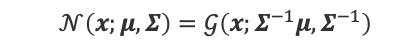 𝒩(𝒙; 𝝁, 𝜮) = 𝒢(𝒙; 𝜮⁻¹𝝁, 𝜮⁻¹)